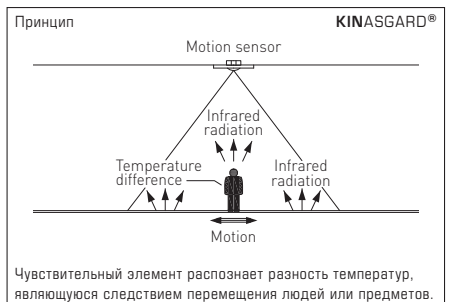 Принцип KINASGARD®
Motion sensor
Infrared
radiation
Temperature
difference
Infrared
radiation
Motion
Чувствительный элемент распознает разность температур,
являющуюся следствием перемещения людей или предметов.